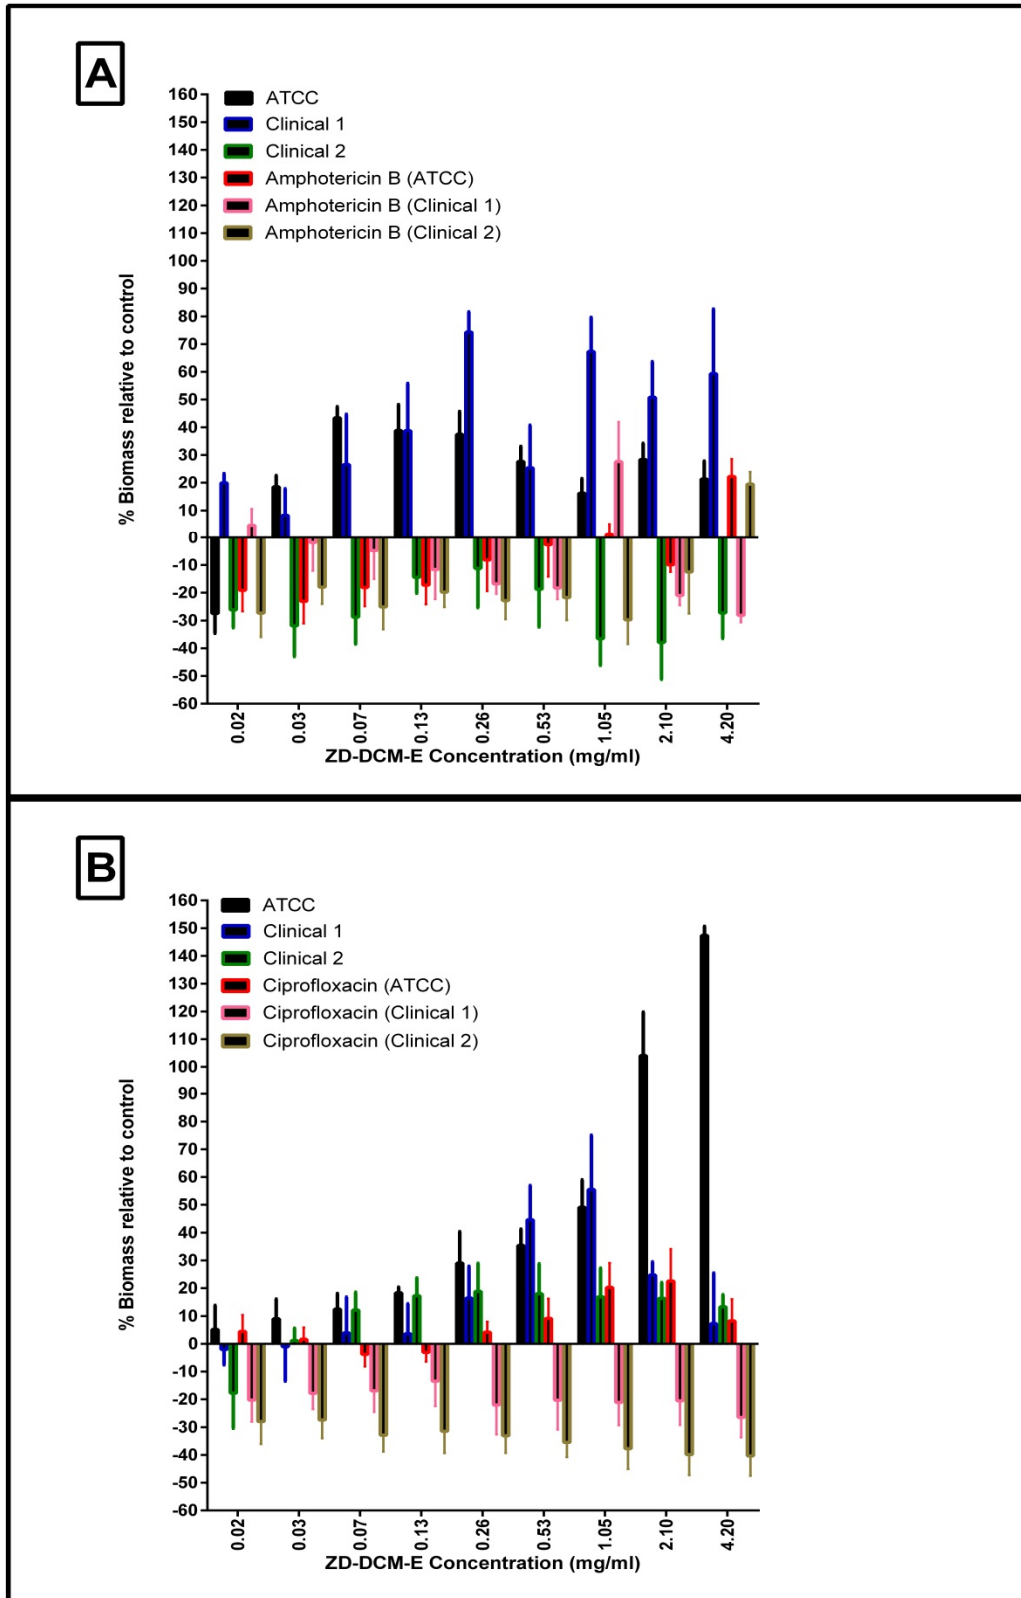 A
160
150
140
130
120
110
100
90
80
70
60
50
40
30
20
10
0
-10
-20
-30
-40
-50
-60
% Biomass relative to control
ATCC
Clinical 1
Clinical 2
Amphotericin B (ATCC)
Amphotericin B (Clinical 1)
Amphotericin B (Clinical 2)
0.02 0.03 0.07 0.13 0.26 0.53 1.05 2.10 4.20
ZD-DCM-E Concentration (mg/ml)
B
160
150
140
130
120
110
100
90
80
70
60
50
40
30
20
10
0
-10
-20
-30
-40
-50
-60
% Biomass relative to control
ATCC
Clinical 1
Clinical 2
Ciprofloxacin (ATCC)
Ciprofloxacin (Clinical 1)
Ciprofloxacin (Clinical 2)
0.02 0.03 0.07 0.13 0.26 0.53 1.05 2.10 4.20
ZD-DCM-E Concentration (mg/ml)